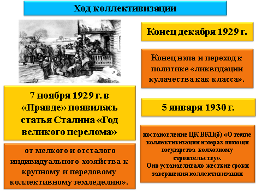 Ход коллективизации
Конец декабря 1929 г.
Конец нэпа и переход к
политике «ликвидации
кулачества как класса».
7 ноября 1929 г. в
«Правде» появилась
статья Сталина «Год
великого перелома»
от мелкого и отсталого
индивидуального хозяйства к
крупному и передовому
коллективному земледелию».
5 января 1930 г.
постановление ЦК ВКП(б) «О темпе
коллективизации и мерах помощи
государства колхозному
строительству».
Они установлены жесткие сроки
завершения коллективизации